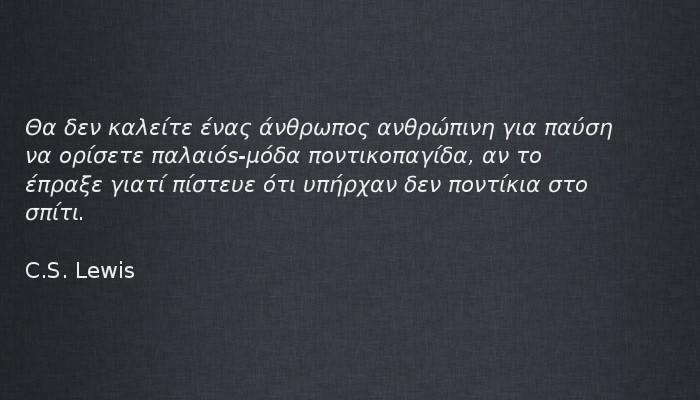 Θα δεν καλείτε ένας άνθρωπος ανθρώπινη για παύση
να ορίσετε παλαιós-μόδα ποντικοπαγίδα, αν το
έπραξε γιατί πίστευε ότι υπήρχαν δεν ποντίκια στο
σπίτι.
C.S. Lewis